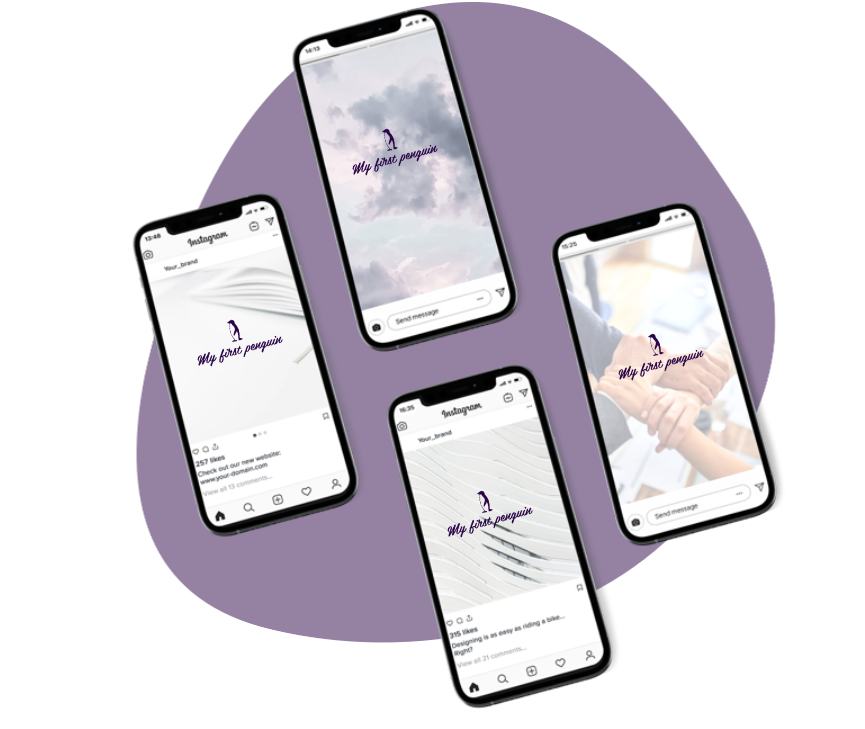 14:13
My first penguin
Send message
13:48
Instagram
Your_brand
My first penguin
257 likes
Check out our new website:
www.your-domain.com
View all 13 comments...
15:25
My first penguin
Send message
16:35
Instagram
Your_brand
My first penguin
315 likes
Designing is as easy as riding a bike...
Right?
View all 21 comments...